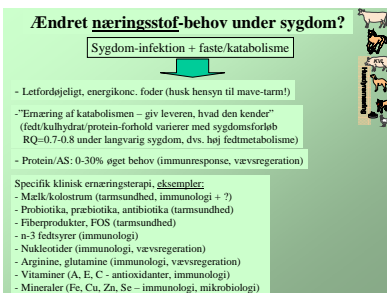 Ændret næringsstof-behov under sygdom?
Sygdom-infektion + faste/katabolisme
- Letfordøjeligt, energikonc. foder (husk hensyn til mave-tarm!)
-"Ernæring af katabolismen – giv leveren, hvad den kender"
(fedt/kulhydrat/protein-forhold varierer med sygdomsforløb
RQ=0.7-0.8 under langvarig sygdom, dvs. høj fedtmetabolisme)
- Protein/AS: 0-30% øget behov (immunresponse, vævsregeration)
Specifik klinisk ernæringsterapi, eksempler:
- Mælk/kolostrum (tarmsundhed, immunologi + ?)
- Probiotika, præbiotika, antibiotika (tarmsundhed)
- Fiberprodukter, FOS (tarmsundhed)
- n-3 fedtsyrer (immunologi)
- Nukleotider (immunologi, vævsregeration)
- Arginine, glutamine (immunologi, vævsregeration)
- Vitaminer (A, E, C - antioxidanter, immunologi)
- Mineraler (Fe, Cu, Zn, Se – immunologi, mikrobiologi)